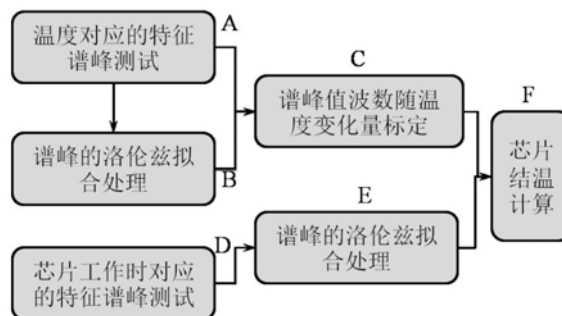 A
温度对应的特征
谱峰测试
谱峰的洛伦兹拟
合处理
B
C
谱峰值波数随温
度变化量标定
D
芯片工作时对应
的特征谱峰测试
E
谱峰的洛伦兹拟
合处理
F
芯片
结温
计算